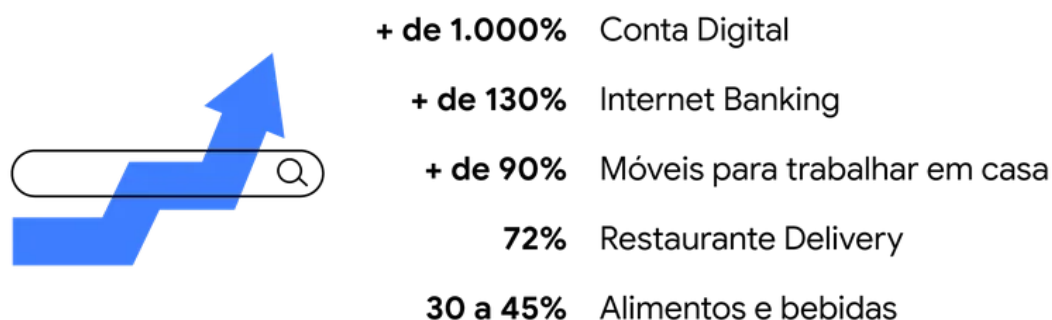 + de 1.000% Conta Digital
+ de 130% Internet Banking
+ de 90% Móveis para trabalhar em casa
72% Restaurante Delivery
30 a 45% Alimentos e bebidas